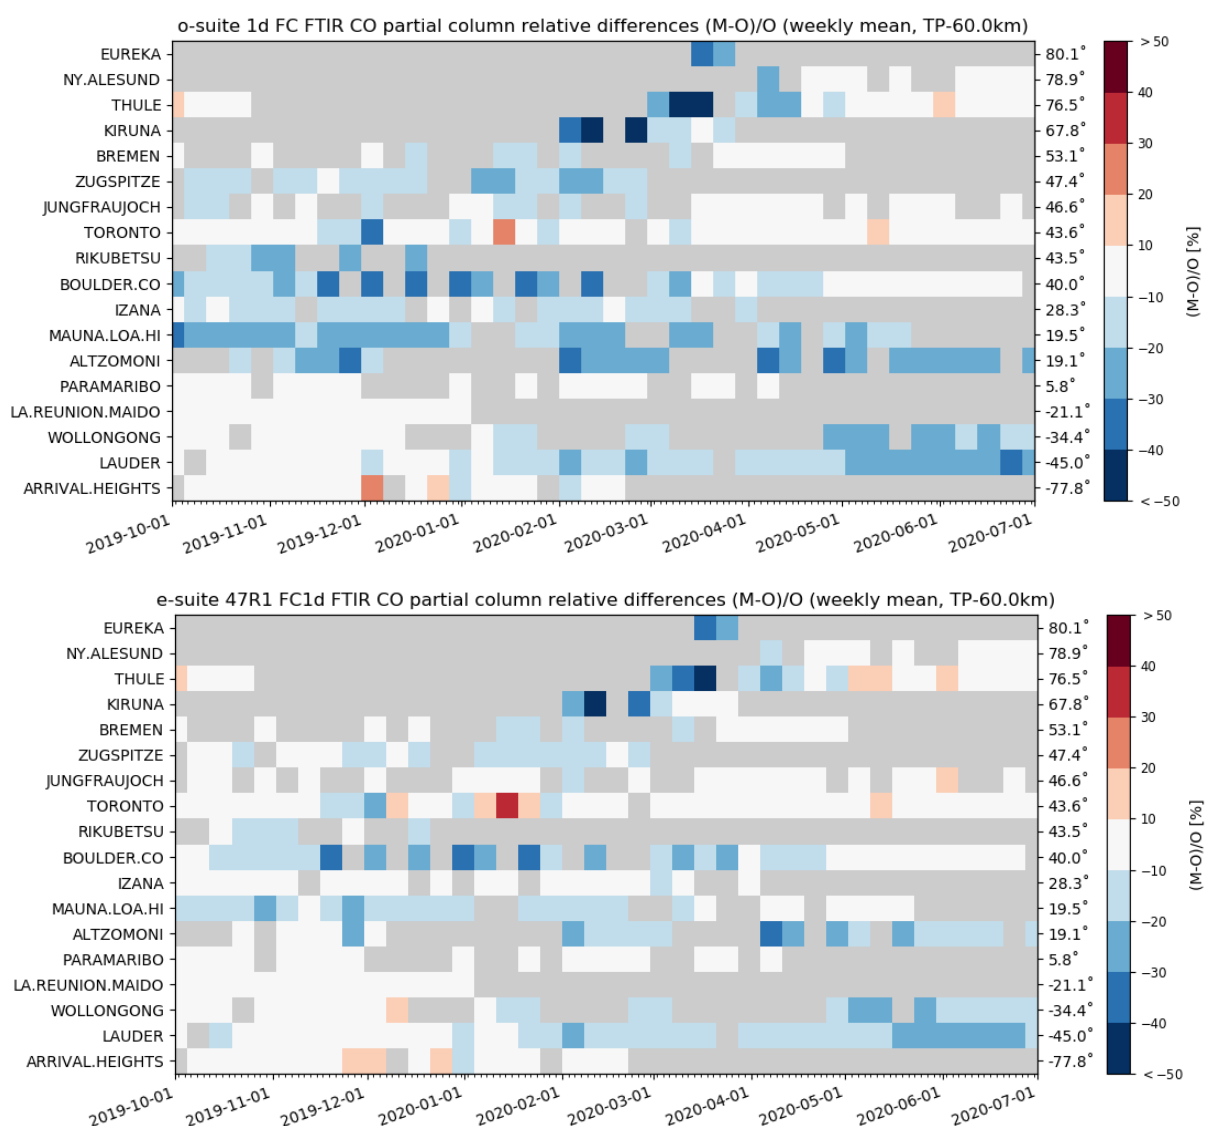 o-suite 1d FC FTIR CO partial column relative differences (M-O)/O (weekly mean, TP-60.0km)
EUREKA 80.1˚
NY.ALESUND 78.9˚
THULE 76.5˚
KIRUNA 67.8˚
BREMEN 53.1˚
ZUGSPITZE 47.4˚
JUNGFRAUJOCH 46.6˚
TORONTO 43.6˚
RIKUBETSU 43.5˚
BOULDER.CO 40.0˚
IZANA 28.3˚
MAUNA.LOA.HI 19.5˚
ALTZOMONI 19.1˚
PARAMARIBO 5.8˚
LA.REUNION.MAIDO -21.1˚
WOLLONGONG -34.4˚
LAUDER -45.0˚
ARRIVAL.HEIGHTS -77.8˚
2019-10-01 2019-11-01 2019-12-01 2020-01-01 2020-02-01 2020-03-01 2020-04-01 2020-05-01 2020-06-01 2020-07-01
> 50
40
30
20
10
−10
−20
−30
−40
< −50
(M-O)/O [%]
e-suite 47R1 FC1d FTIR CO partial column relative differences (M-O)/O (weekly mean, TP-60.0km)
EUREKA 80.1˚
NY.ALESUND 78.9˚
THULE 76.5˚
KIRUNA 67.8˚
BREMEN 53.1˚
ZUGSPITZE 47.4˚
JUNGFRAUJOCH 46.6˚
TORONTO 43.6˚
RIKUBETSU 43.5˚
BOULDER.CO 40.0˚
IZANA 28.3˚
MAUNA.LOA.HI 19.5˚
ALTZOMONI 19.1˚
PARAMARIBO 5.8˚
LA.REUNION.MAIDO -21.1˚
WOLLONGONG -34.4˚
LAUDER -45.0˚
ARRIVAL.HEIGHTS -77.8˚
2019-10-01 2019-11-01 2019-12-01 2020-01-01 2020-02-01 2020-03-01 2020-04-01 2020-05-01 2020-06-01 2020-07-01
> 50
40
30
20
10
−10
−20
−30
−40
< −50
(M-O)/O [%]